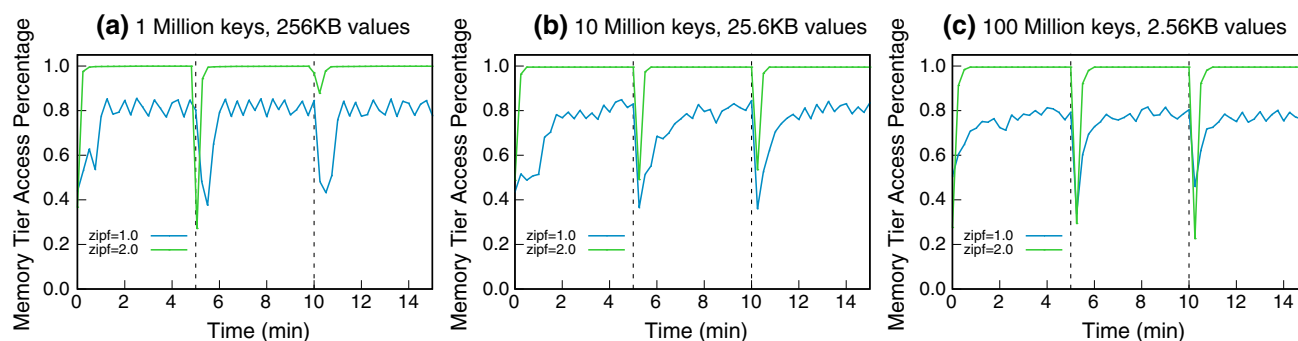 (a) 1 Million keys, 256KB values
Memory Tier Access Percentage
1.0
0.8
0.6
0.4
0.2
0.0
zipf=1.0
zipf=2.0
0 2 4 6 8 10 12 14
Time (min)
(b) 10 Million keys, 25.6KB values
Memory Tier Access Percentage
1.0
0.8
0.6
0.4
0.2
0.0
zipf=1.0
zipf=2.0
0 2 4 6 8 10 12 14
Time (min)
(c) 100 Million keys, 2.56KB values
Memory Tier Access Percentage
1.0
0.8
0.6
0.4
0.2
0.0
zipf=1.0
zipf=2.0
0 2 4 6 8 10 12 14
Time (min)